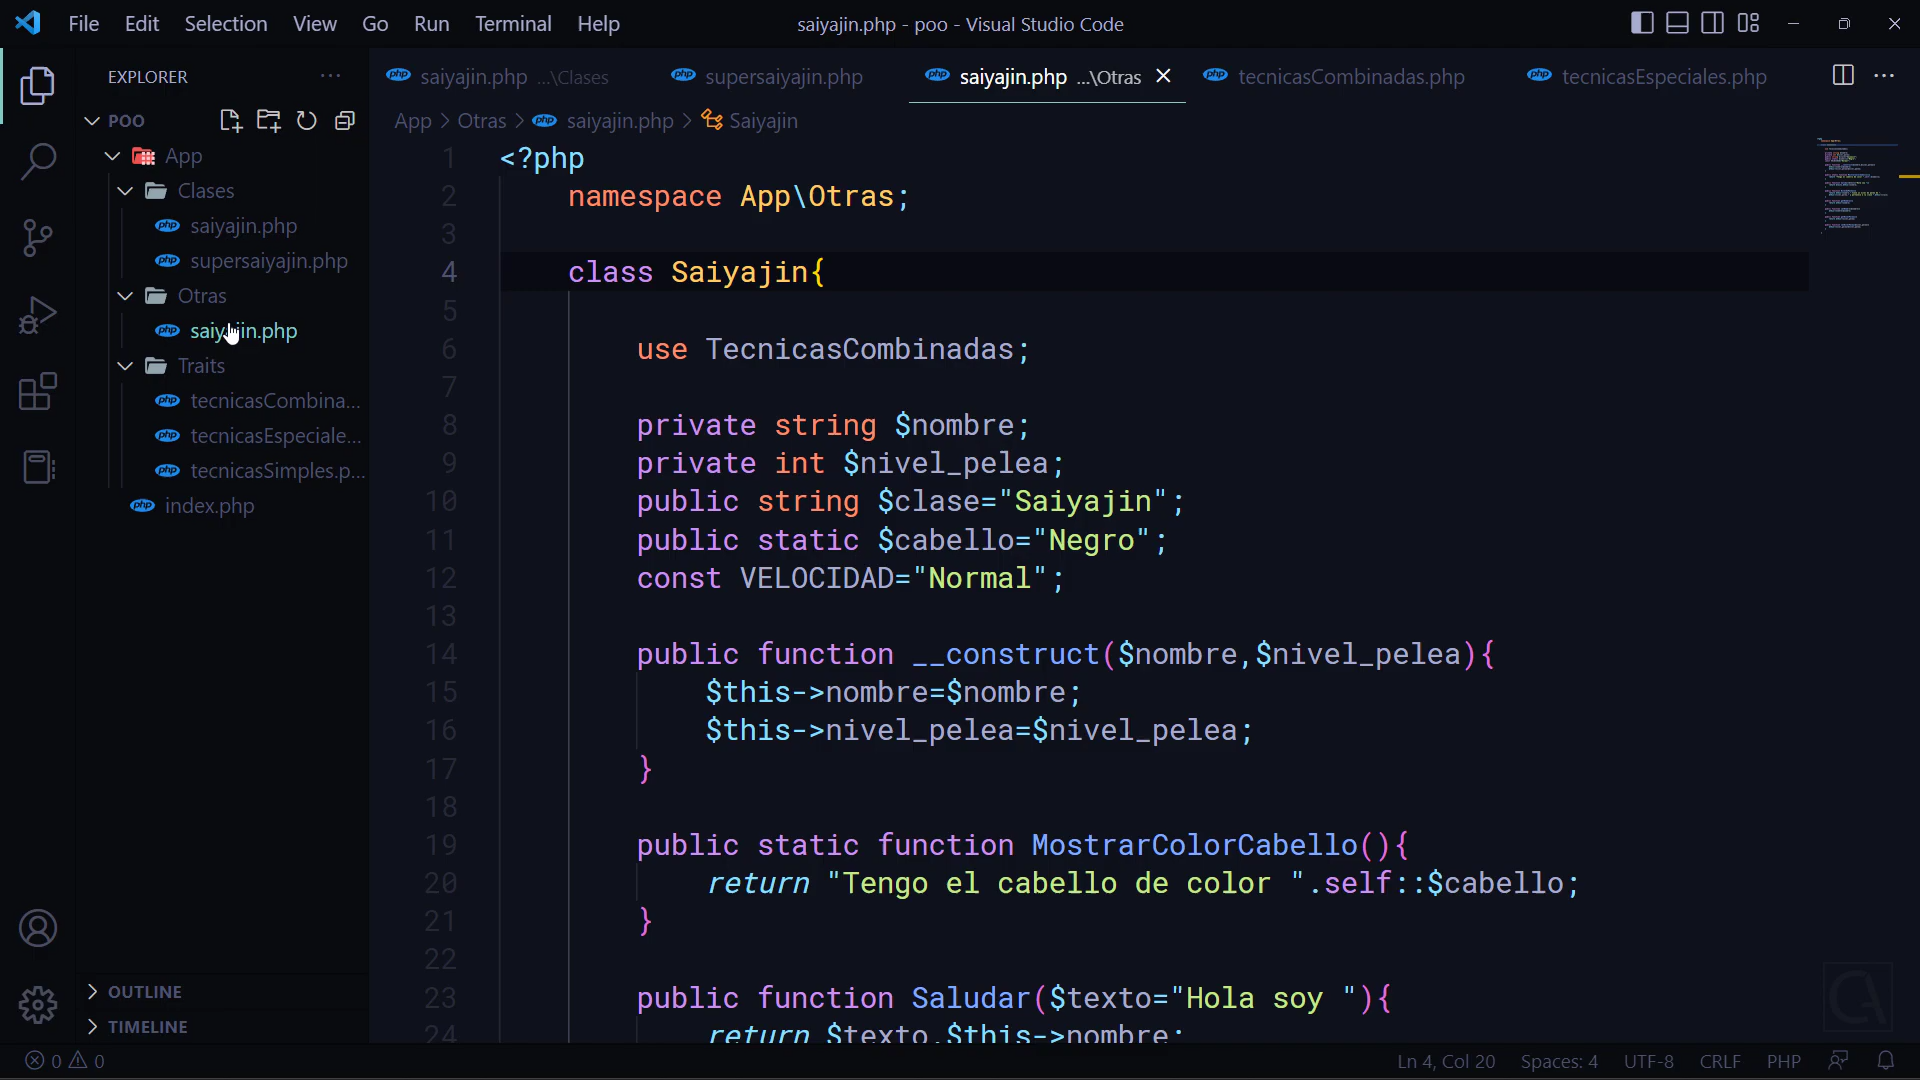 File Edit Selection View Go Run Terminal Help
saiyajin.php - poo - Visual Studio Code
EXPLORER
POO
App
Clases
saiyajin.php
supersaiyajin.php
Otras
saiyajin.php
Traits
tecnicasCombina...
tecnicasEspeciale...
tecnicasSimples.p...
index.php
OUTLINE
TIMELINE
saiyajin.php ...\Clases supersaiyajin.php saiyajin.php ...\Otras tecnicasCombinadas.php tecnicasEspeciales.php
App > Otras > saiyajin.php > Saiyajin
1 <?php
2 namespace App\Otras;
3
4 class Saiyajin{
5
6 use TecnicasCombinadas;
7
8 private string $nombre;
9 private int $nivel_pelea;
10 public string $clase="Saiyajin";
11 public static $cabello="Negro";
12 const VELOCIDAD="Normal";
13
14 public function __construct($nombre,$nivel_pelea){
15 $this->nombre=$nombre;
16 $this->nivel_pelea=$nivel_pelea;
17 }
18
19 public static function MostrarColorCabello(){
20 return "Tengo el cabello de color ".self::$cabello;
21 }
22
23 public function Saludar($texto="Hola soy "){
24 return $texto.$this->nombre;
0 0
Ln 4, Col 20 Spaces: 4 UTF-8 CRLF PHP